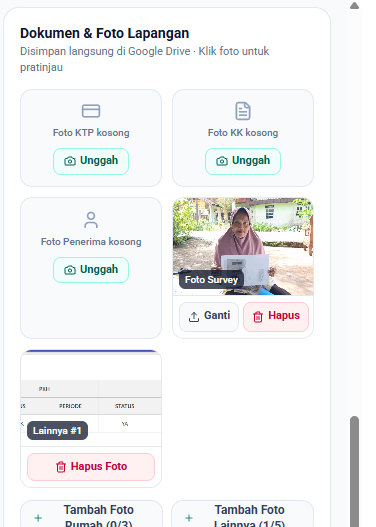 Dokumen & Foto Lapangan
Disimpan langsung di Google Drive · Klik foto untuk
pratinjau
Foto KTP kosong
Unggah
Foto KK kosong
Unggah
Foto Penerima kosong
Unggah
Foto Survey
Ganti
Hapus
PKH
PERIODE
STATUS
YA
Lainnya #1
Hapus Foto
+ Tambah Foto
Rumah (0/3)
+ Tambah Foto
Lainnya (1/5)